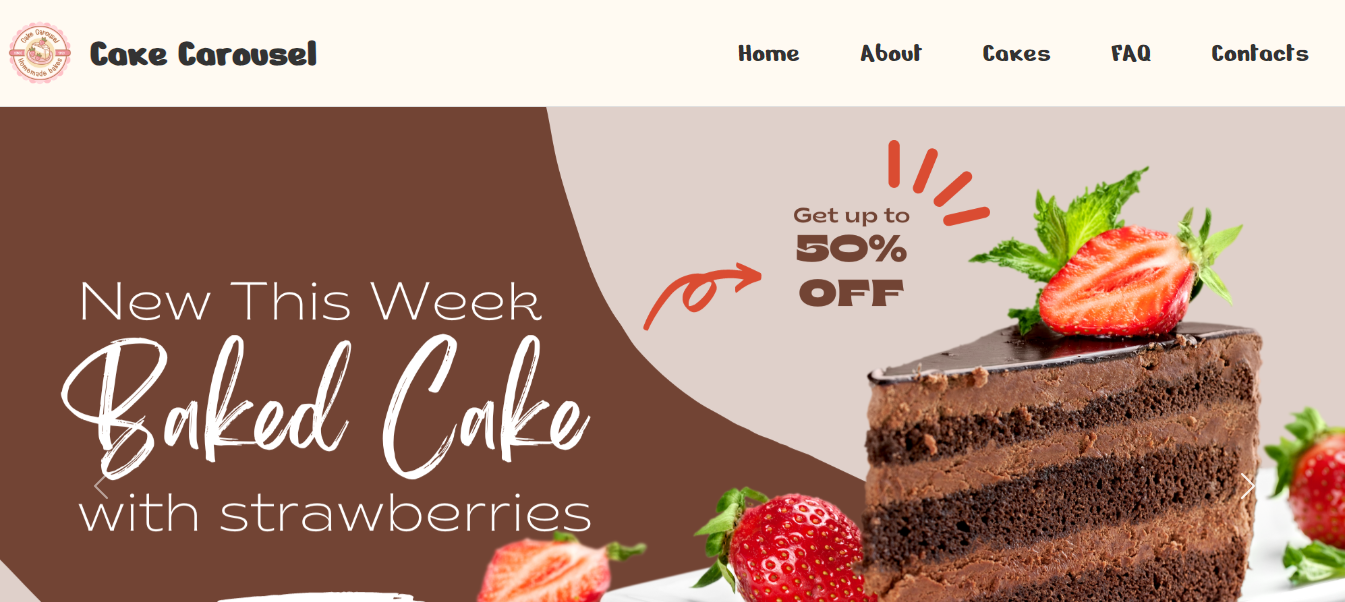 Cake Carousel
Homemade bakes
Cake Carousel
Home About Cakes FAQ Contacts
Get up to
50%
OFF
New This Week
Baked Cake
with strawberries